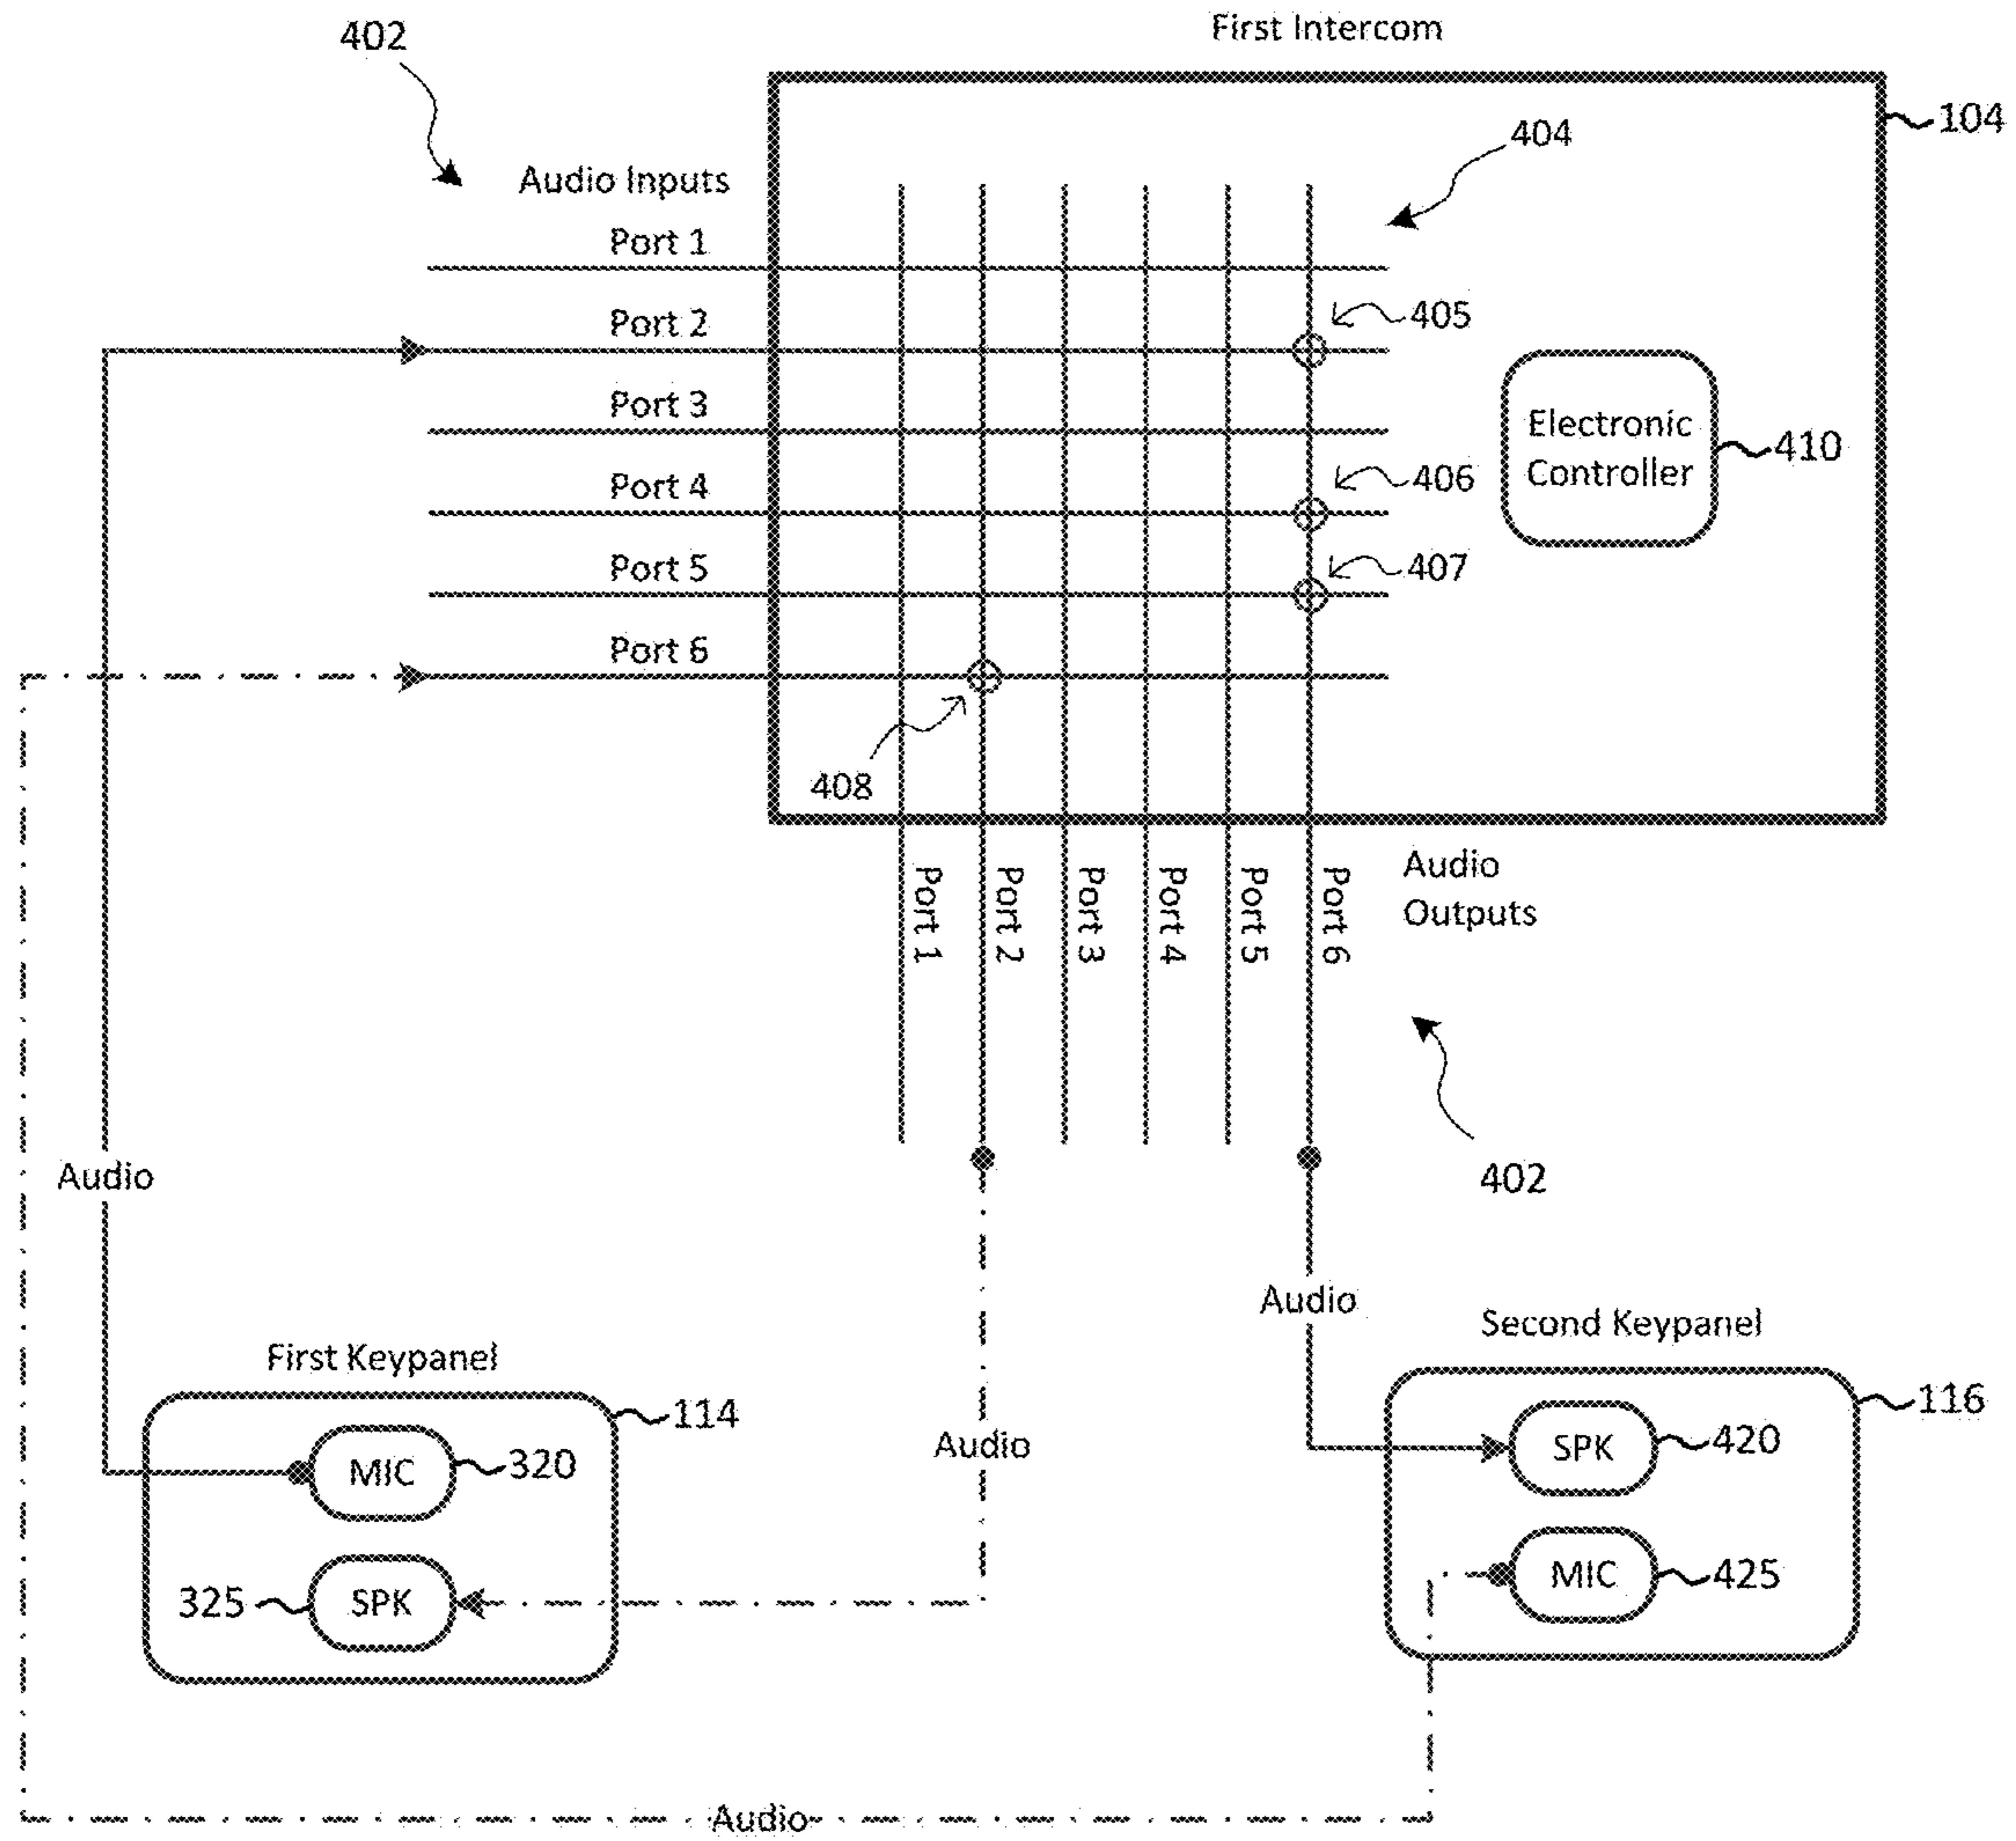 First Intercom
402
104
404
Audio Inputs
Port 1
405
Port 2
Port 3
Electronic
Controller
410
406
Port 4
407
Port 5
Port 6
408
Audio
Outputs
Port 1
Port 2
Port 3
Port 4
Port 5
Port 6
402
Audio
Audio
Second Keypanel
First Keypanel
116
114
Audio
SPK
420
MIC
320
MIC
425
325
SPK
Audio